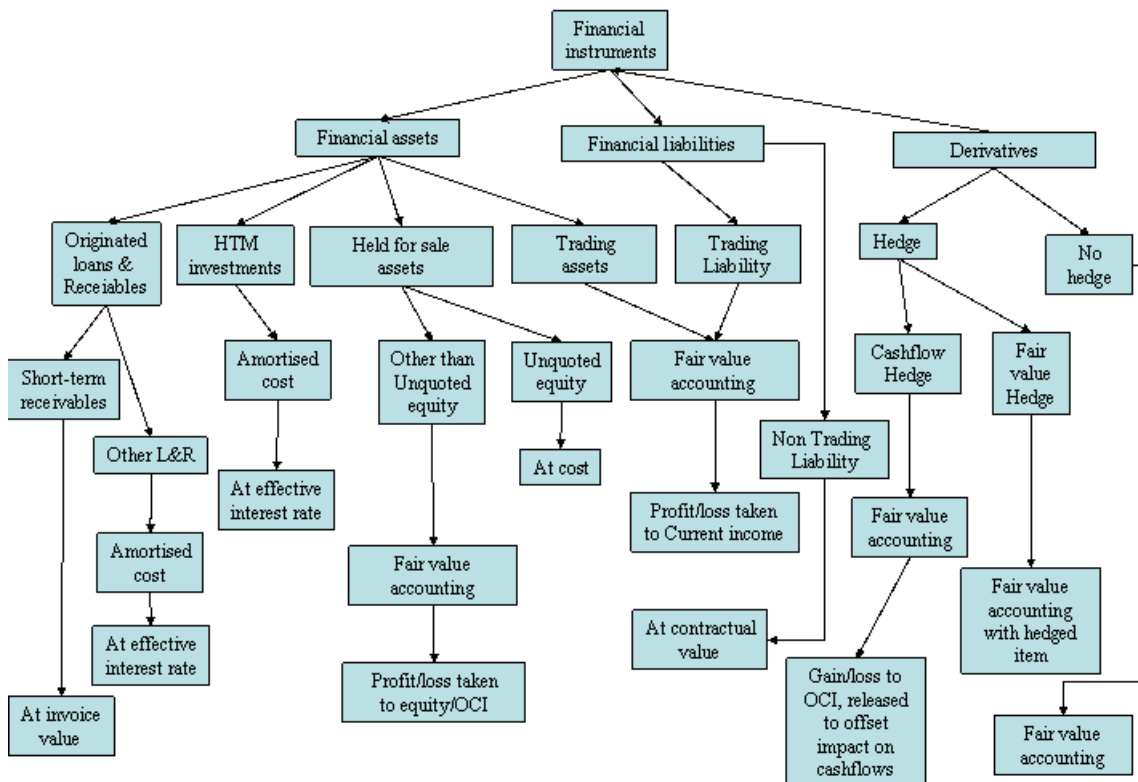 Financial
instruments
Financial assets
Financial liabilities
Derivatives
Originated
loans &
Receiables
HTM
investments
Held for sale
assets
Trading
assets
Trading
Liability
Hedge
No
hedge
Short-term
receivables
Amortised
cost
Other than
Unquoted
equity
Unquoted
equity
Fair value
accounting
Cashflow
Hedge
Fair
value
Hedge
Other L&R
At effective
interest rate
At cost
Non Trading
Liability
Profit/loss taken
to Current income
Fair value
accounting
Amortised
cost
Fair value
accounting
Fair value
accounting
with hedged
item
At effective
interest rate
At contractual
value
Profit/loss taken
to equity/OCI
Gain/loss to
OCI, released
to offset
impact on
cashflows
At invoice
value
Fair value
accounting